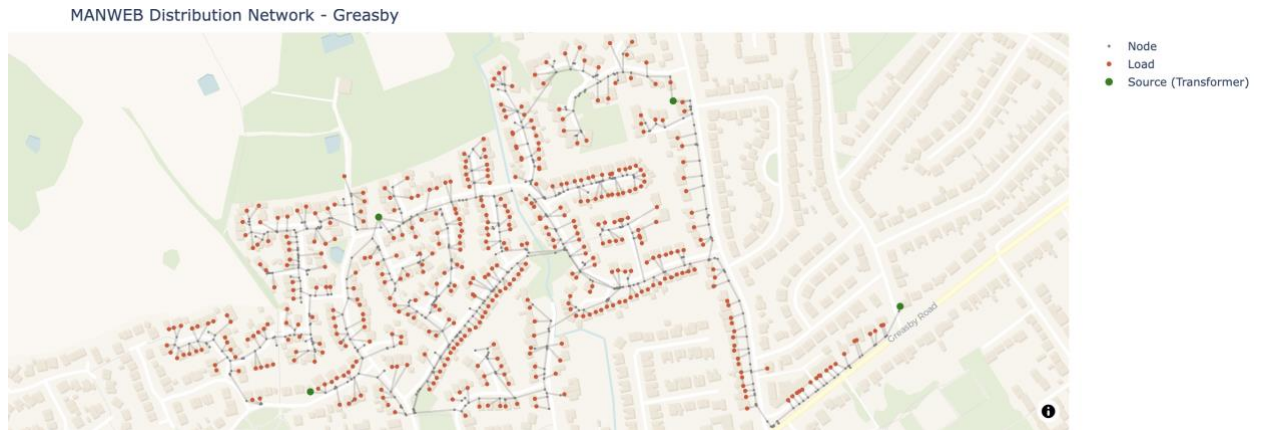 MANWEB Distribution Network - Greasby
Node
Load
Source (Transformer)
Greasby Road